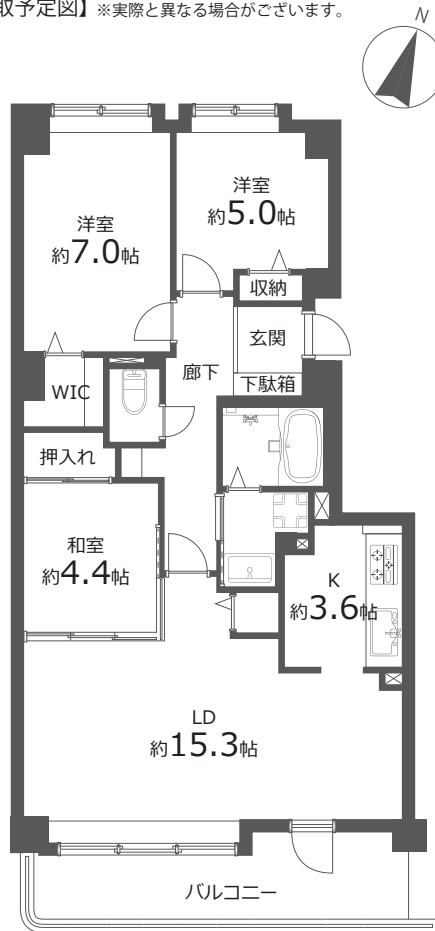 取予定図】※実際と異なる場合がございます。
N
洋室
約7.0帖
洋室
約5.0帖
収納
玄関
廊下
下駄箱
WIC
押入れ
和室
約4.4帖
K
約3.6帖
LD
約15.3帖
バルコニー